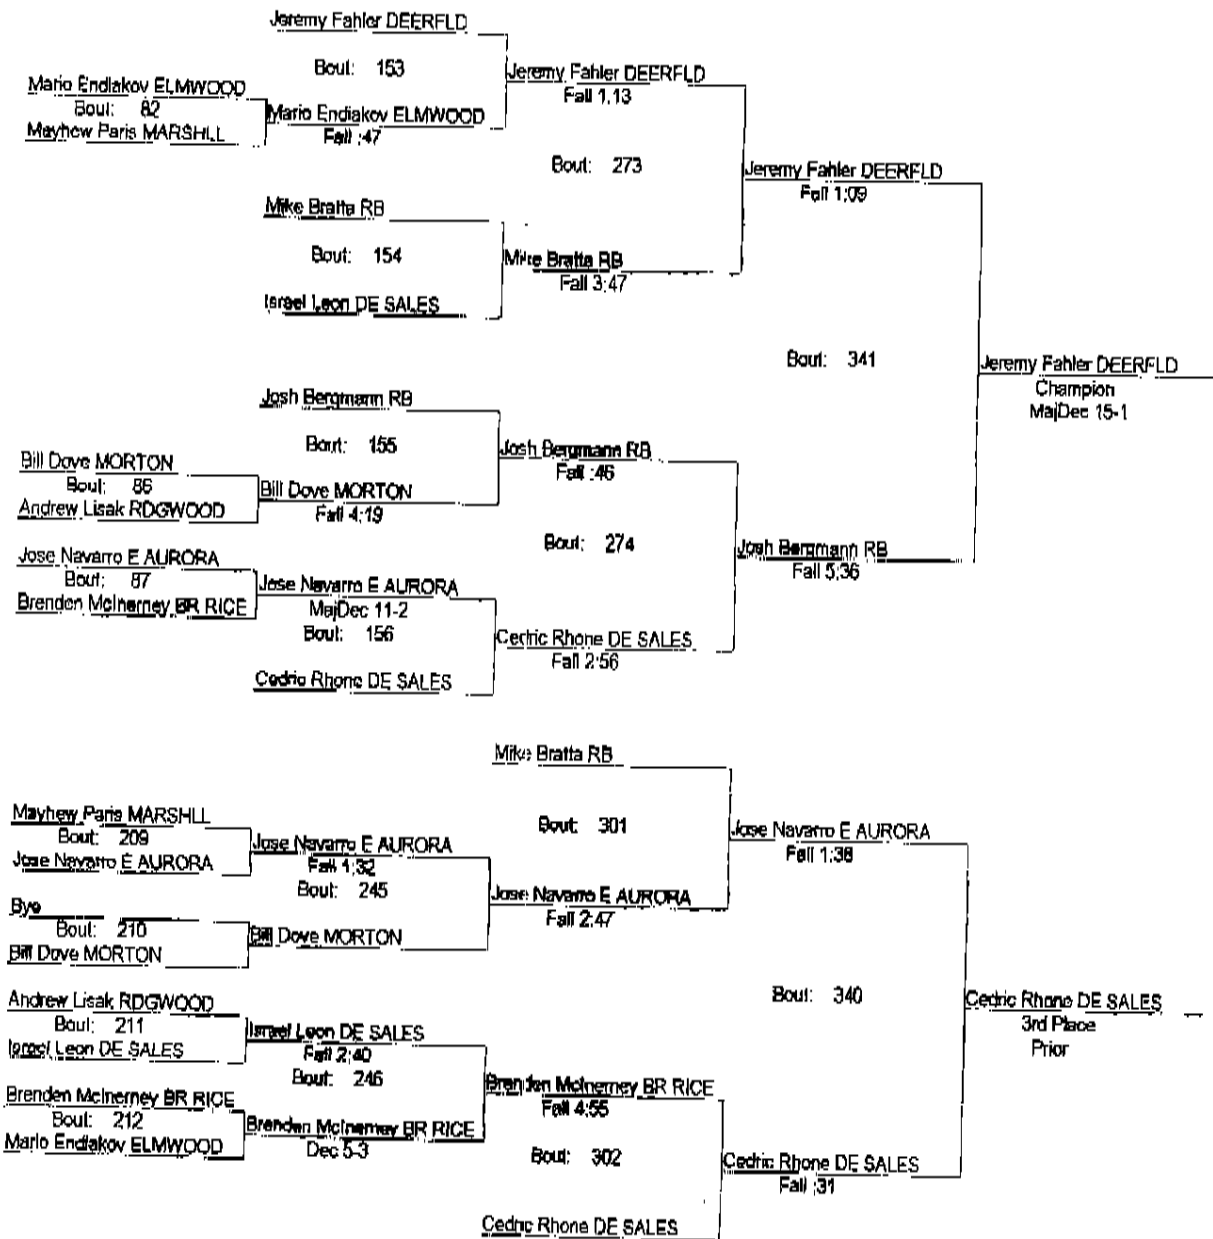 Jeremy Fahler DEERFLD
Bout: 153
Jeremy Fahler DEERFLD
Fall 1:13
Mario Endiakov ELMWOOD
Bout: 82
Mayhew Paris MARSHLL
Mario Endiakov ELMWOOD
Fall :47
Bout: 273
Jeremy Fahler DEERFLD
Fall 1:09
Mike Bratta RB
Bout: 154
Mike Bratta RB
Fall 3:47
Israel Leon DE SALES
Bout: 341
Jeremy Fahler DEERFLD
Champion
MajDec 15-1
Josh Bergmann RB
Bout: 155
Josh Bergmann RB
Fall :46
Bill Dove MORTON
Bout: 86
Andrew Lisak RDGWOOD
Bill Dove MORTON
Fall 4:19
Bout: 274
Josh Bergmann RB
Fall 5:36
Jose Navarro E AURORA
Bout: 87
Brenden McInerney BR RICE
Jose Navarro E AURORA
MajDec 11-2
Bout: 156
Cedric Rhone DE SALES
Fall 2:56
Cedric Rhone DE SALES
Mike Bratta RB
Bout: 301
Jose Navarro E AURORA
Fall 1:38
Mayhew Paris MARSHLL
Bout: 209
Jose Navarro E AURORA
Jose Navarro E AURORA
Fall 1:32
Bout: 245
Jose Navarro E AURORA
Fall 2:47
Bye
Bout: 210
Bill Dove MORTON
Bill Dove MORTON
Bout: 340
Cedric Rhone DE SALES
3rd Place
Prior
Andrew Lisak RDGWOOD
Bout: 211
Israel Leon DE SALES
Israel Leon DE SALES
Fall 2:40
Bout: 246
Brenden McInerney BR RICE
Fall 4:55
Brenden McInerney BR RICE
Bout: 212
Mario Endiakov ELMWOOD
Brenden McInerney BR RICE
Dec 5-3
Bout: 302
Cedric Rhone DE SALES
Fall :31
Cedric Rhone DE SALES